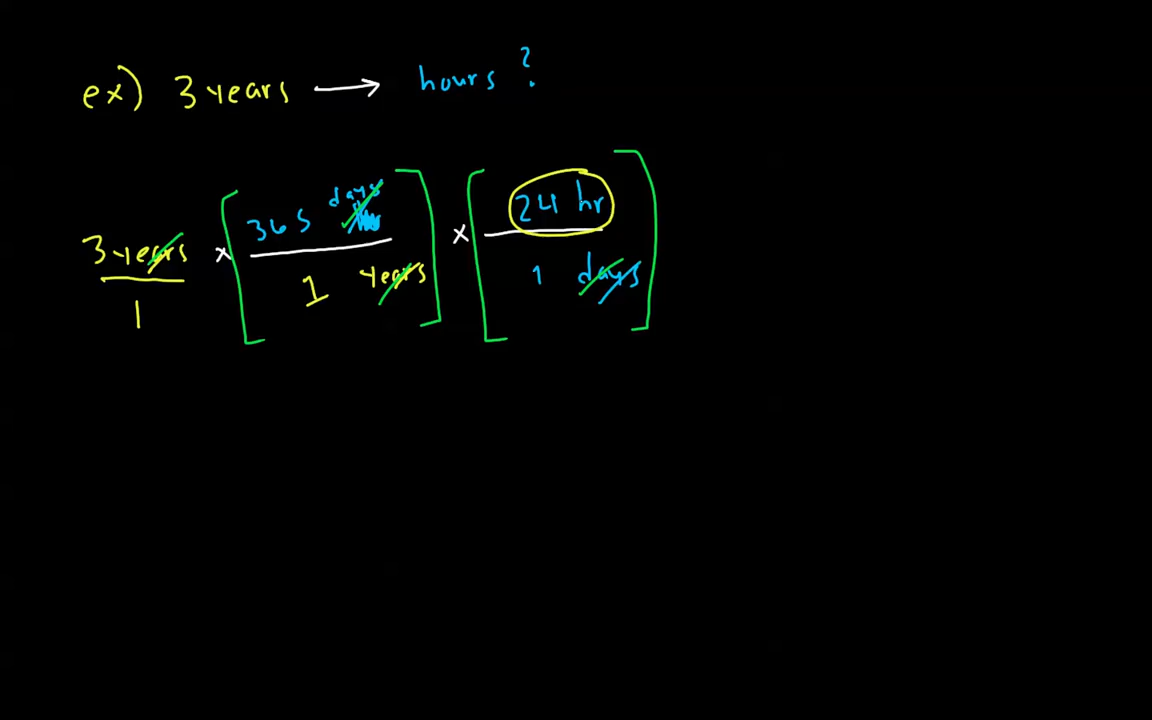 ex) 3 years → hours ?
days
3 years × [ 365 × [ 24 hr
1 1 years ] 1 days ]